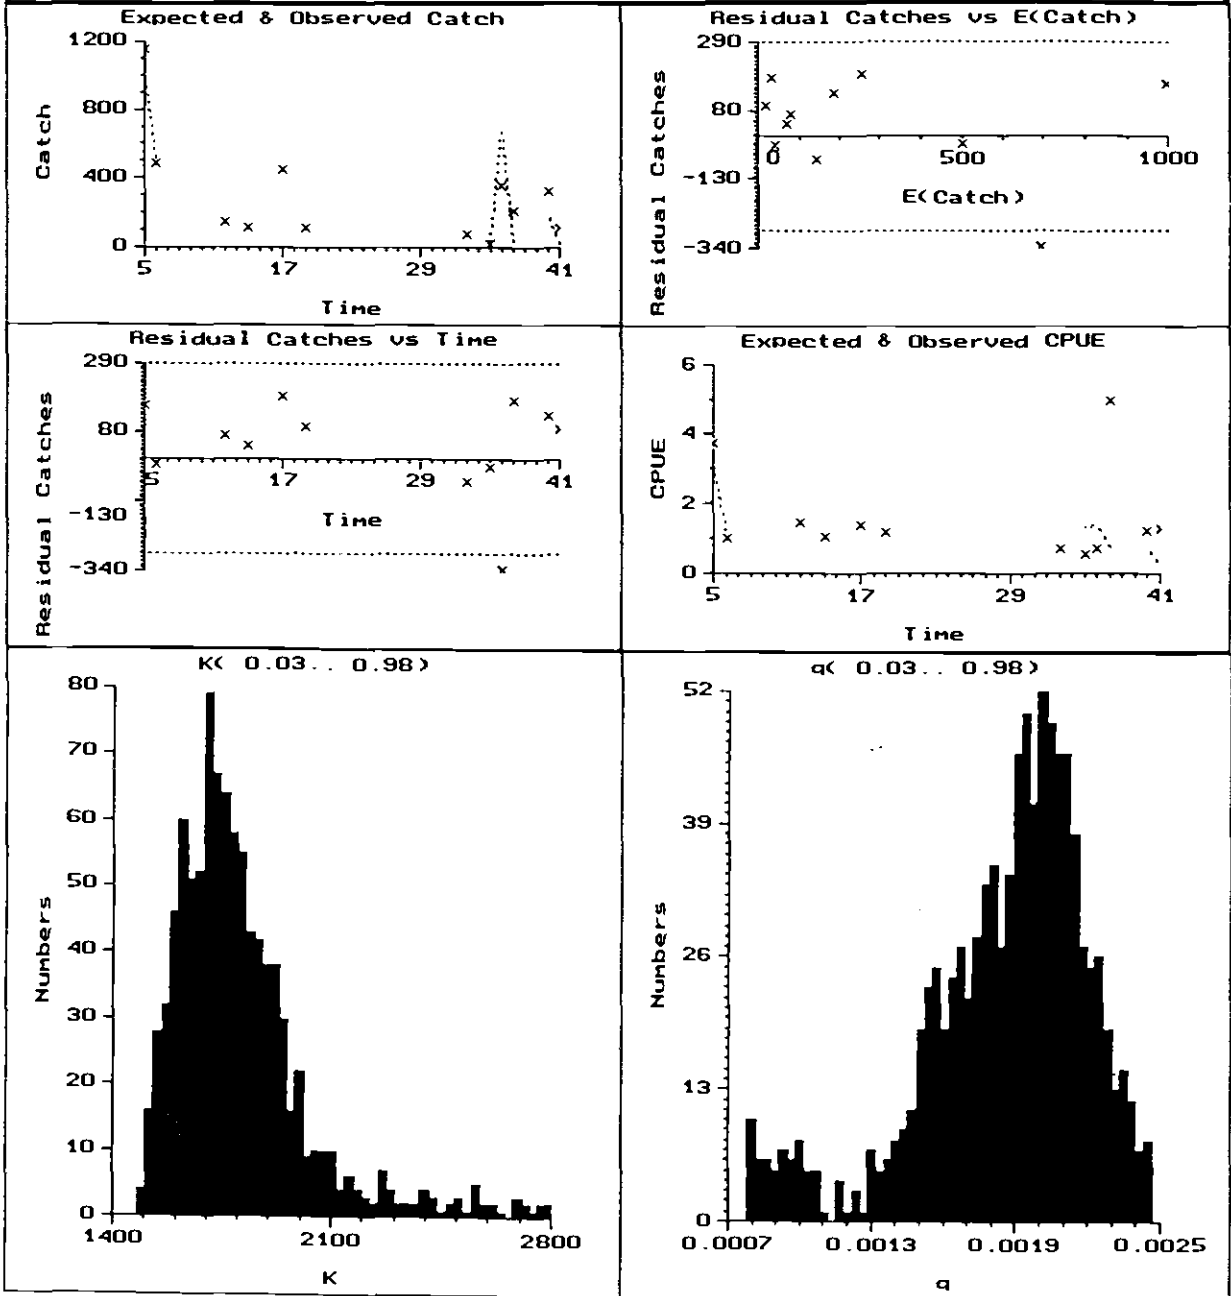 Expected & Observed Catch
1200
800
400
0
Catch
5 17 29 41
Time
Residual Catches vs E(Catch)
290
80
-130
-340
Residual Catches
0 500 1000
E(Catch)
Residual Catches vs Time
290
80
-130
-340
Residual Catches
5 17 29 41
Time
Expected & Observed CPUE
6
4
2
0
CPUE
5 17 29 41
Time
K( 0.03.. 0.98)
80
70
60
50
40
30
20
10
0
Numbers
1400 2100 2800
K
q( 0.03.. 0.98)
52
39
26
13
0
Numbers
0.0007 0.0013 0.0019 0.0025
q